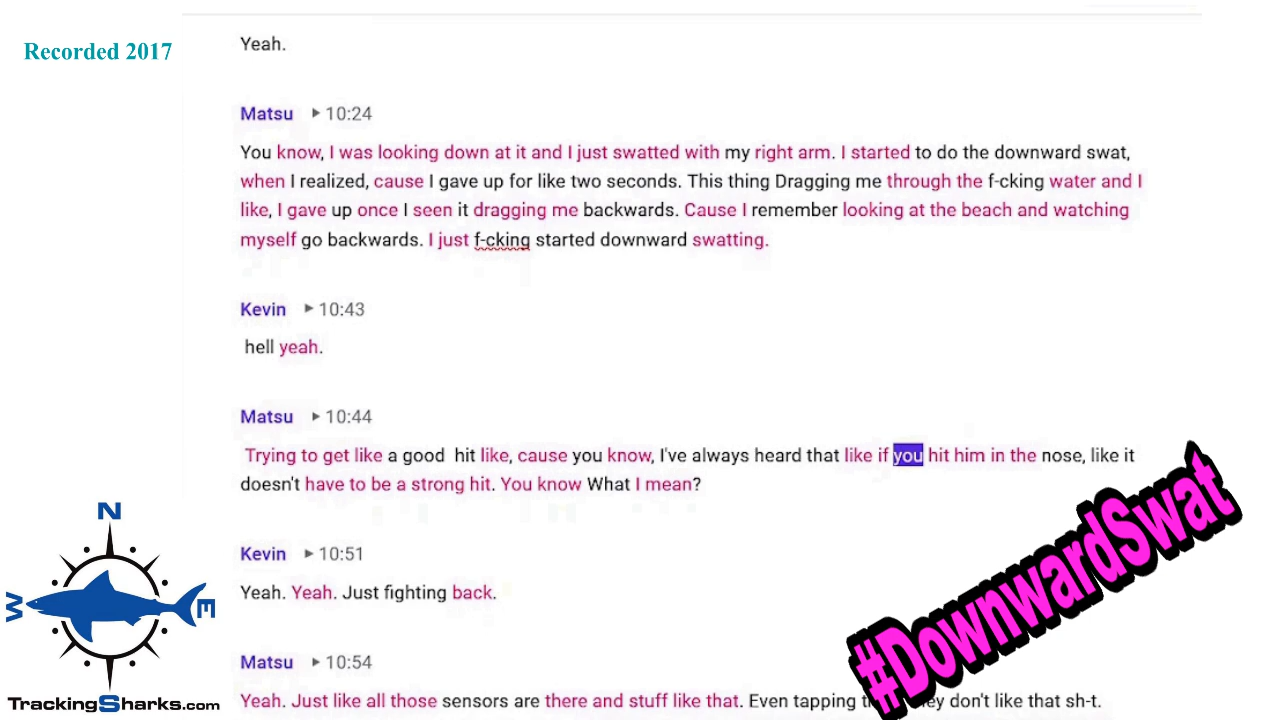 Recorded 2017
Yeah.
Matsu 10:24
You know, I was looking down at it and I just swatted with my right arm. I started to do the downward swat,
when I realized, cause I gave up for like two seconds. This thing Dragging me through the f-cking water and I
like, I gave up once I seen it dragging me backwards. Cause I remember looking at the beach and watching
myself go backwards. I just f-cking started downward swatting.
Kevin 10:43
hell yeah.
Matsu 10:44
Trying to get like a good hit like, cause you know, I've always heard that like if you hit him in the nose, like it
doesn't have to be a strong hit. You know What I mean?
Kevin 10:51
Yeah. Yeah. Just fighting back.
Matsu 10:54
Yeah. Just like all those sensors are there and stuff like that. Even tapping don't like that sh-t.
#DownwardSwat
N
W
E
TrackingSharks.com